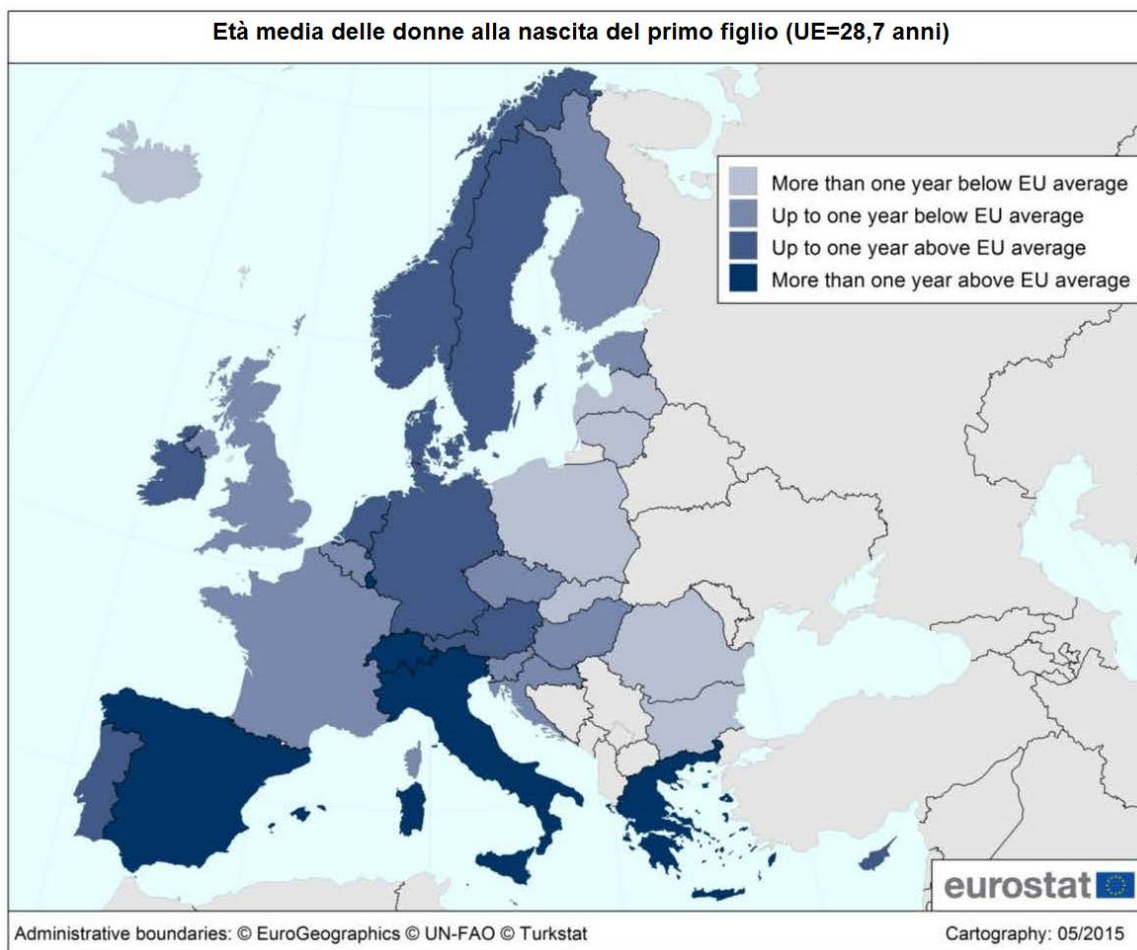 Età media delle donne alla nascita del primo figlio (UE=28,7 anni)
More than one year below EU average
Up to one year below EU average
Up to one year above EU average
More than one year above EU average
eurostat
Administrative boundaries: © EuroGeographics © UN-FAO © Turkstat
Cartography: 05/2015